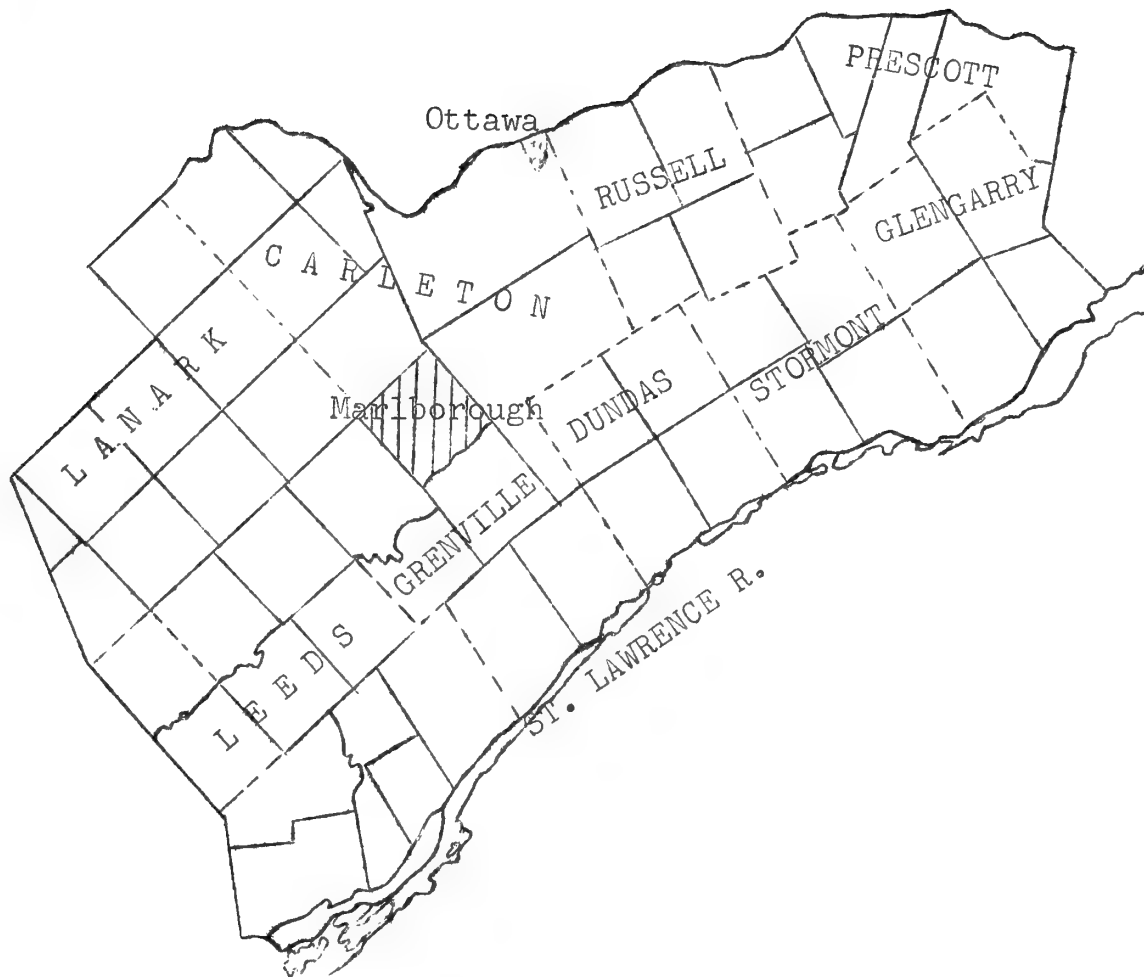 PRESCOTT
Ottawa
RUSSELL
GLENGARRY
CARLETON
LANARK
STORMONT
DUNDAS
Marlborough
GRENVILLE
LEEDS
ST. LAWRENCE R.